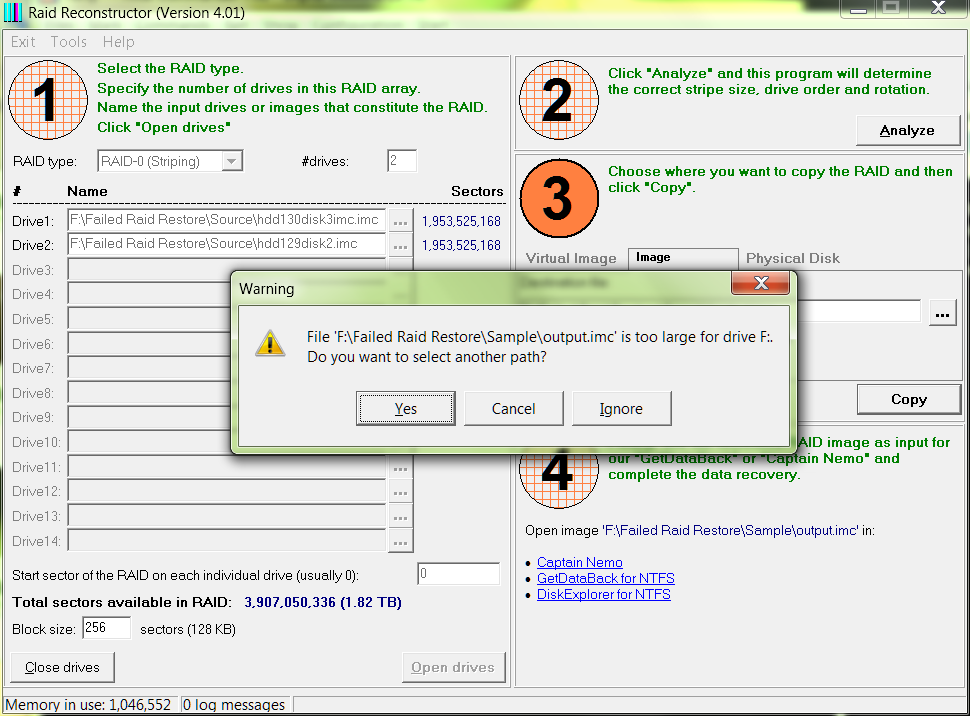 Raid Reconstructor (Version 4.01)
Exit Tools Help
1
Select the RAID type.
Specify the number of drives in this RAID array.
Name the input drives or images that constitute the RAID.
Click "Open drives"
RAID type: RAID-0 (Striping) #drives: 2
# Name Sectors
Drive1: F:\Failed Raid Restore\Source\hdd130disk3imc.imc ... 1,953,525,168
Drive2: F:\Failed Raid Restore\Source\hdd129disk2.imc ... 1,953,525,168
Drive3:
Drive4:
Drive5:
Drive6:
Drive7:
Drive8:
Drive9:
Drive10:
Drive11: ...
Drive12: ...
Drive13: ...
Drive14: ...
Start sector of the RAID on each individual drive (usually 0): 0
Total sectors available in RAID: 3,907,050,336 (1.82 TB)
Block size: 256 sectors (128 KB)
Close drives Open drives
2
Click "Analyze" and this program will determine
the correct stripe size, drive order and rotation.
Analyze
3
Choose where you want to copy the RAID and then
click "Copy".
Virtual Image Image Physical Disk
...
Copy
Warning
File 'F:\Failed Raid Restore\Sample\output.imc' is too large for drive F:.
Do you want to select another path?
Yes Cancel Ignore
4
AID image as input for
our "GetDataBack" or "Captain Nemo" and
complete the data recovery.
Open image 'F:\Failed Raid Restore\Sample\output.imc' in:
• Captain Nemo
• GetDataBack for NTFS
• DiskExplorer for NTFS
Memory in use: 1,046,552 0 log messages